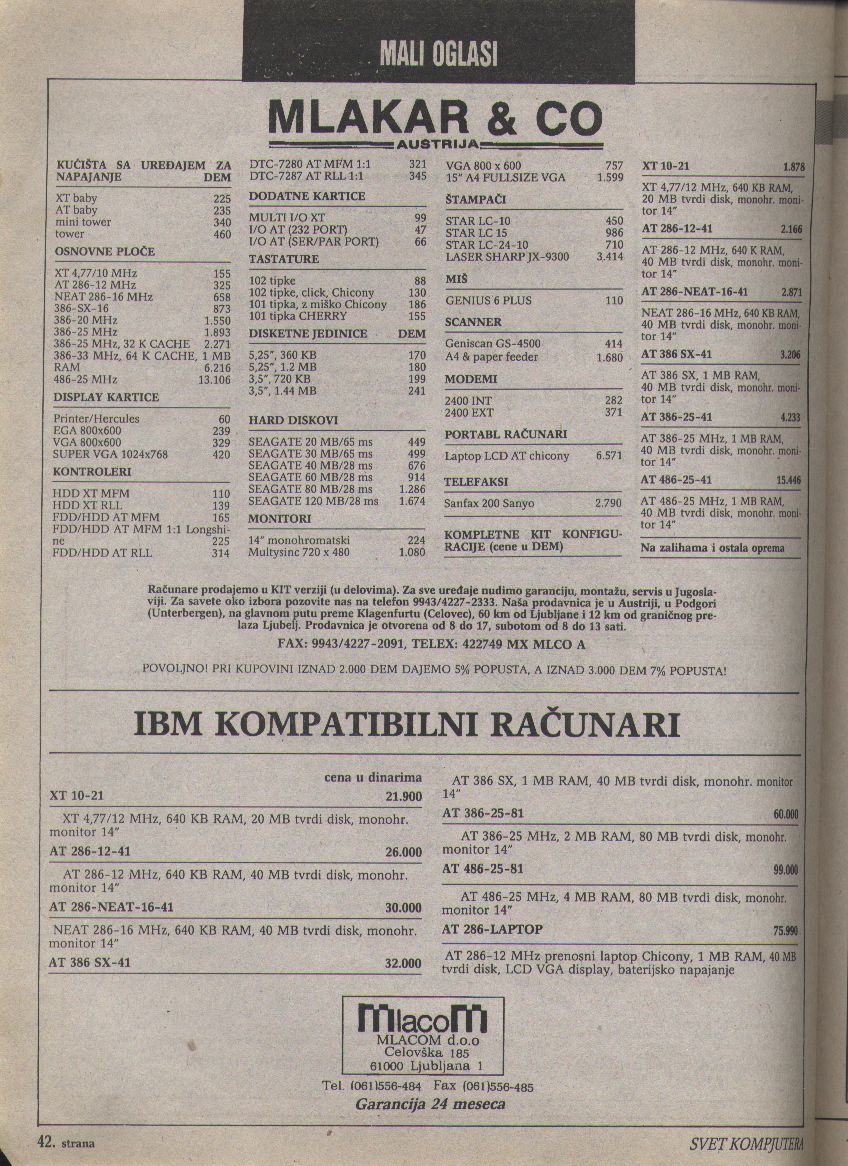 MALI OGLASI
MLAKAR & CO
AUSTRIJA
KUĆIŠTA SA UREĐAJEM ZA
NAPAJANJE DEM
XT baby 225
AT baby 235
mini tower 340
tower 460
OSNOVNE PLOČE
XT 4,77/10 MHz 155
AT 286-12 MHz 325
NEAT 286-16 MHz 658
386-SX-16 873
386-20 MHz 1.550
386-25 MHz 1.893
386-25 MHz, 32 K CACHE 2.271
386-33 MHz, 64 K CACHE, 1 MB
RAM 6.216
486-25 MHz 13.106
DISPLAY KARTICE
Printer/Hercules 60
EGA 800x600 239
VGA 800x600 329
SUPER VGA 1024x768 420
KONTROLERI
HDD XT MFM 110
HDD XT RLL 139
FDD/HDD AT MFM 165
FDD/HDD AT MFM 1:1 Longshi-
ne 225
FDD/HDD AT RLL 314
DTC-7280 AT MFM 1:1 321
DTC-7287 AT RLL 1:1 345
DODATNE KARTICE
MULTI I/O XT 99
I/O AT (232 PORT) 47
I/O AT (SER/PAR PORT) 66
TASTATURE
102 tipke 88
102 tipke, click, Chicony 130
101 tipka, z miško Chicony 186
101 tipka CHERRY 155
DISKETNE JEDINICE DEM
5,25″, 360 KB 170
5,25″, 1.2 MB 180
3,5″, 720 KB 199
3,5″, 1.44 MB 241
HARD DISKOVI
SEAGATE 20 MB/65 ms 449
SEAGATE 30 MB/65 ms 499
SEAGATE 40 MB/28 ms 676
SEAGATE 60 MB/28 ms 914
SEAGATE 80 MB/28 ms 1.286
SEAGATE 120 MB/28 ms 1.674
MONITORI
14″ monohromatski 224
Multysinc 720 x 480 1.080
VGA 800 x 600 757
15″ A4 FULLSIZE VGA 1.599
ŠTAMPAČI
STAR LC-10 450
STAR LC 15 986
STAR LC-24-10 710
LASER SHARP JX-9300 3.414
MIŠ
GENIUS 6 PLUS 110
SCANNER
Geniscan GS-4500 414
A4 & paper feeder 1.680
MODEMI
2400 INT 282
2400 EXT 371
PORTABL RAČUNARI
Laptop LCD AT chicony 6.571
TELEFAKSI
Sanfax 200 Sanyo 2.790
KOMPLETNE KIT KONFIGU-
RACIJE (cene u DEM)
XT 10-21 1.878
XT 4,77/12 MHz, 640 KB RAM,
20 MB tvrdi disk, monohr. moni-
tor 14″
AT 286-12-41 2.166
AT 286-12 MHz, 640 K RAM,
40 MB tvrdi disk, monohr. moni-
tor 14″
AT 286-NEAT-16-41 2.871
NEAT 286-16 MHz, 640 KB RAM,
40 MB tvrdi disk, monohr. moni-
tor 14″
AT 386 SX-41 3.206
AT 386 SX, 1 MB RAM,
40 MB tvrdi disk, monohr. moni-
tor 14″
AT 386-25-41 4.233
AT 386-25 MHz, 1 MB RAM,
40 MB tvrdi disk, monohr. moni-
tor 14″
AT 486-25-41 15.446
AT 486-25 MHz, 1 MB RAM,
40 MB tvrdi disk, monohr. moni-
tor 14″
Na zalihama i ostala oprema
Računare prodajemo u KIT verziji (u delovima). Za sve uređaje nudimo garanciju, montažu, servis u Jugosla-
viji. Za savete oko izbora pozovite nas na telefon 9943/4227-2333. Naša prodavnica je u Austriji, u Podgori
(Unterbergen), na glavnom putu preme Klagenfurtu (Celovec), 60 km od Ljubljane i 12 km od graničnog pre-
laza Ljubelj. Prodavnica je otvorena od 8 do 17, subotom od 8 do 13 sati.
FAX: 9943/4227-2091, TELEX: 422749 MX MLCO A
POVOLJNO! PRI KUPOVINI IZNAD 2.000 DEM DAJEMO 5% POPUSTA, A IZNAD 3.000 DEM 7% POPUSTA!
IBM KOMPATIBILNI RAČUNARI
cena u dinarima
XT 10-21 21.900
XT 4,77/12 MHz, 640 KB RAM, 20 MB tvrdi disk, monohr.
monitor 14″
AT 286-12-41 26.000
AT 286-12 MHz, 640 KB RAM, 40 MB tvrdi disk, monohr.
monitor 14″
AT 286-NEAT-16-41 30.000
NEAT 286-16 MHz, 640 KB RAM, 40 MB tvrdi disk, monohr.
monitor 14″
AT 386 SX-41 32.000
AT 386 SX, 1 MB RAM, 40 MB tvrdi disk, monohr. monitor
14″
AT 386-25-81 60.000
AT 386-25 MHz, 2 MB RAM, 80 MB tvrdi disk, monohr.
monitor 14″
AT 486-25-81 99.000
AT 486-25 MHz, 4 MB RAM, 80 MB tvrdi disk, monohr.
monitor 14″
AT 286-LAPTOP 75.990
AT 286-12 MHz prenosni laptop Chicony, 1 MB RAM, 40 MB
tvrdi disk, LCD VGA display, baterijsko napajanje
mlacom
MLACOM d.o.o
Celovška 185
61000 Ljubljana 1
Tel. (061)556-484 Fax (061)556-485
Garancija 24 meseca
42. strana
SVET KOMPJUTERA